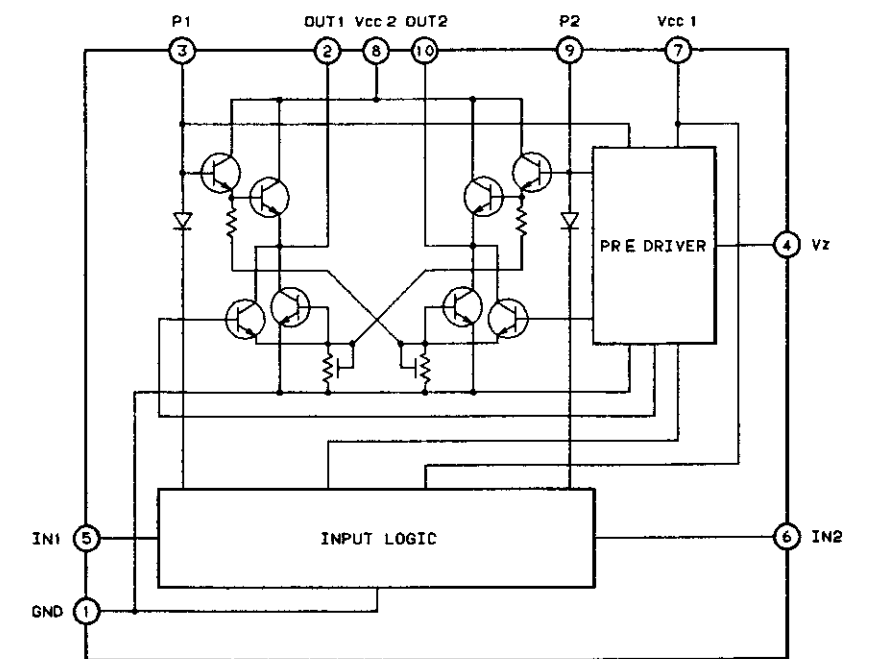 P1 OUT1 Vcc 2 OUT2 P2 Vcc 1
3 2 8 10 9 7
PRE DRIVER
4 Vz
IN1 5
INPUT LOGIC
6 IN2
GND 1